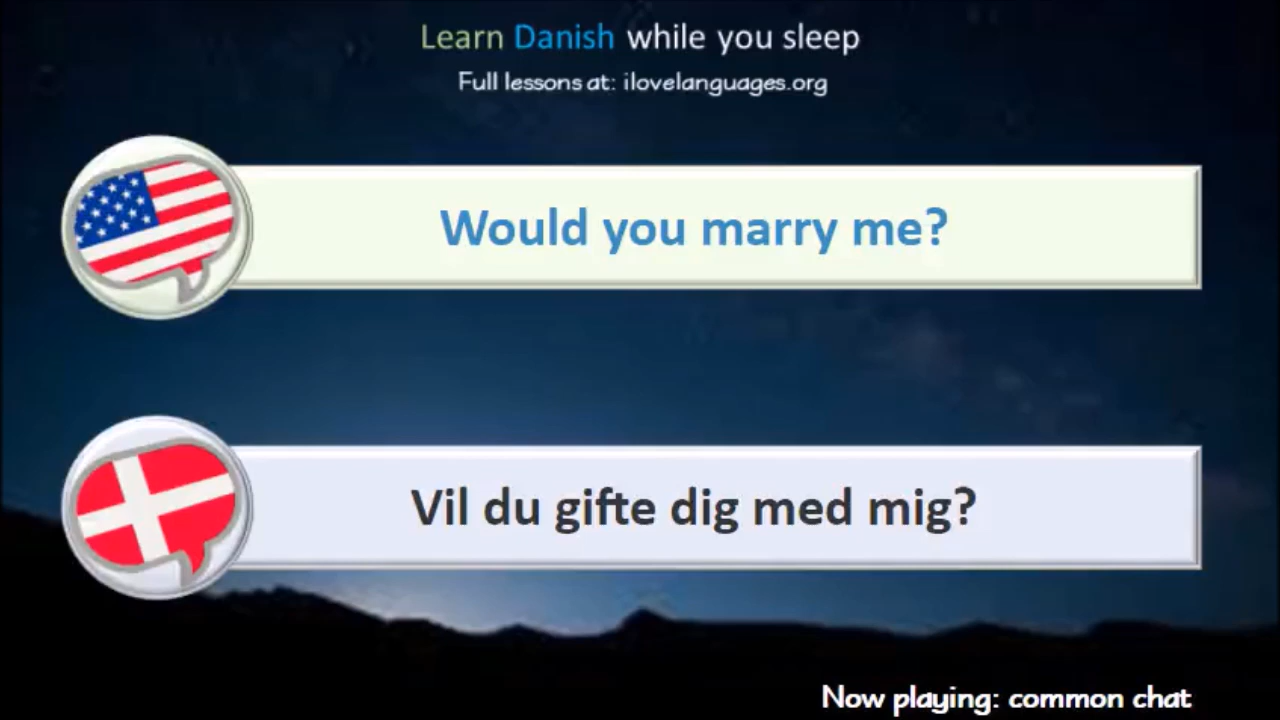 Learn Danish while you sleep
Full lessons at: ilovelanguages.org
Would you marry me?
Vil du gifte dig med mig?
Now playing: common chat